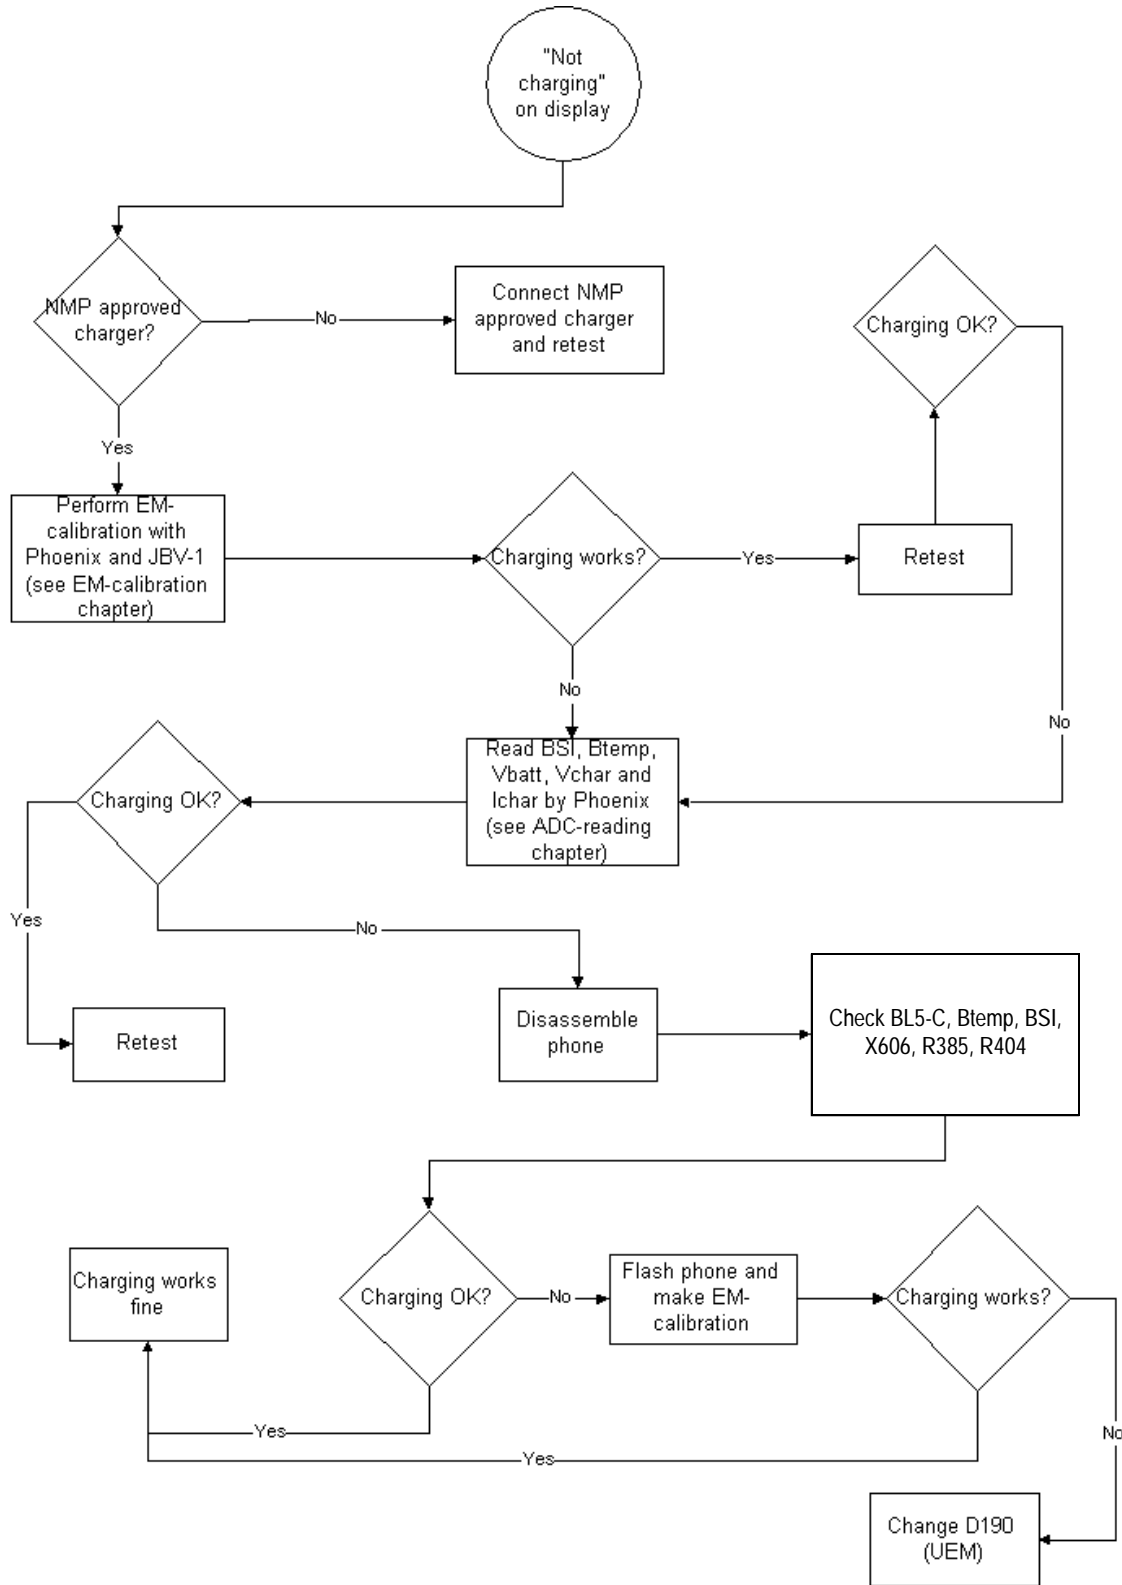 "Not
charging"
on display
NMP approved
charger?
No
Connect NMP
approved charger
and retest
Charging OK?
Yes
Perform EM-
calibration with
Phoenix and JBV-1
(see EM-calibration
chapter)
Charging works?
Yes
Retest
No
No
Read BSI, Btemp,
Vbatt, Vchar and
Ichar by Phoenix
(see ADC-reading
chapter)
Charging OK?
Yes
No
Retest
Disassemble
phone
Check BL5-C, Btemp, BSI,
X606, R385, R404
Charging works
fine
Charging OK?
No
Flash phone and
make EM-
calibration
Charging works?
Yes
Yes
No
Change D190
(UEM)